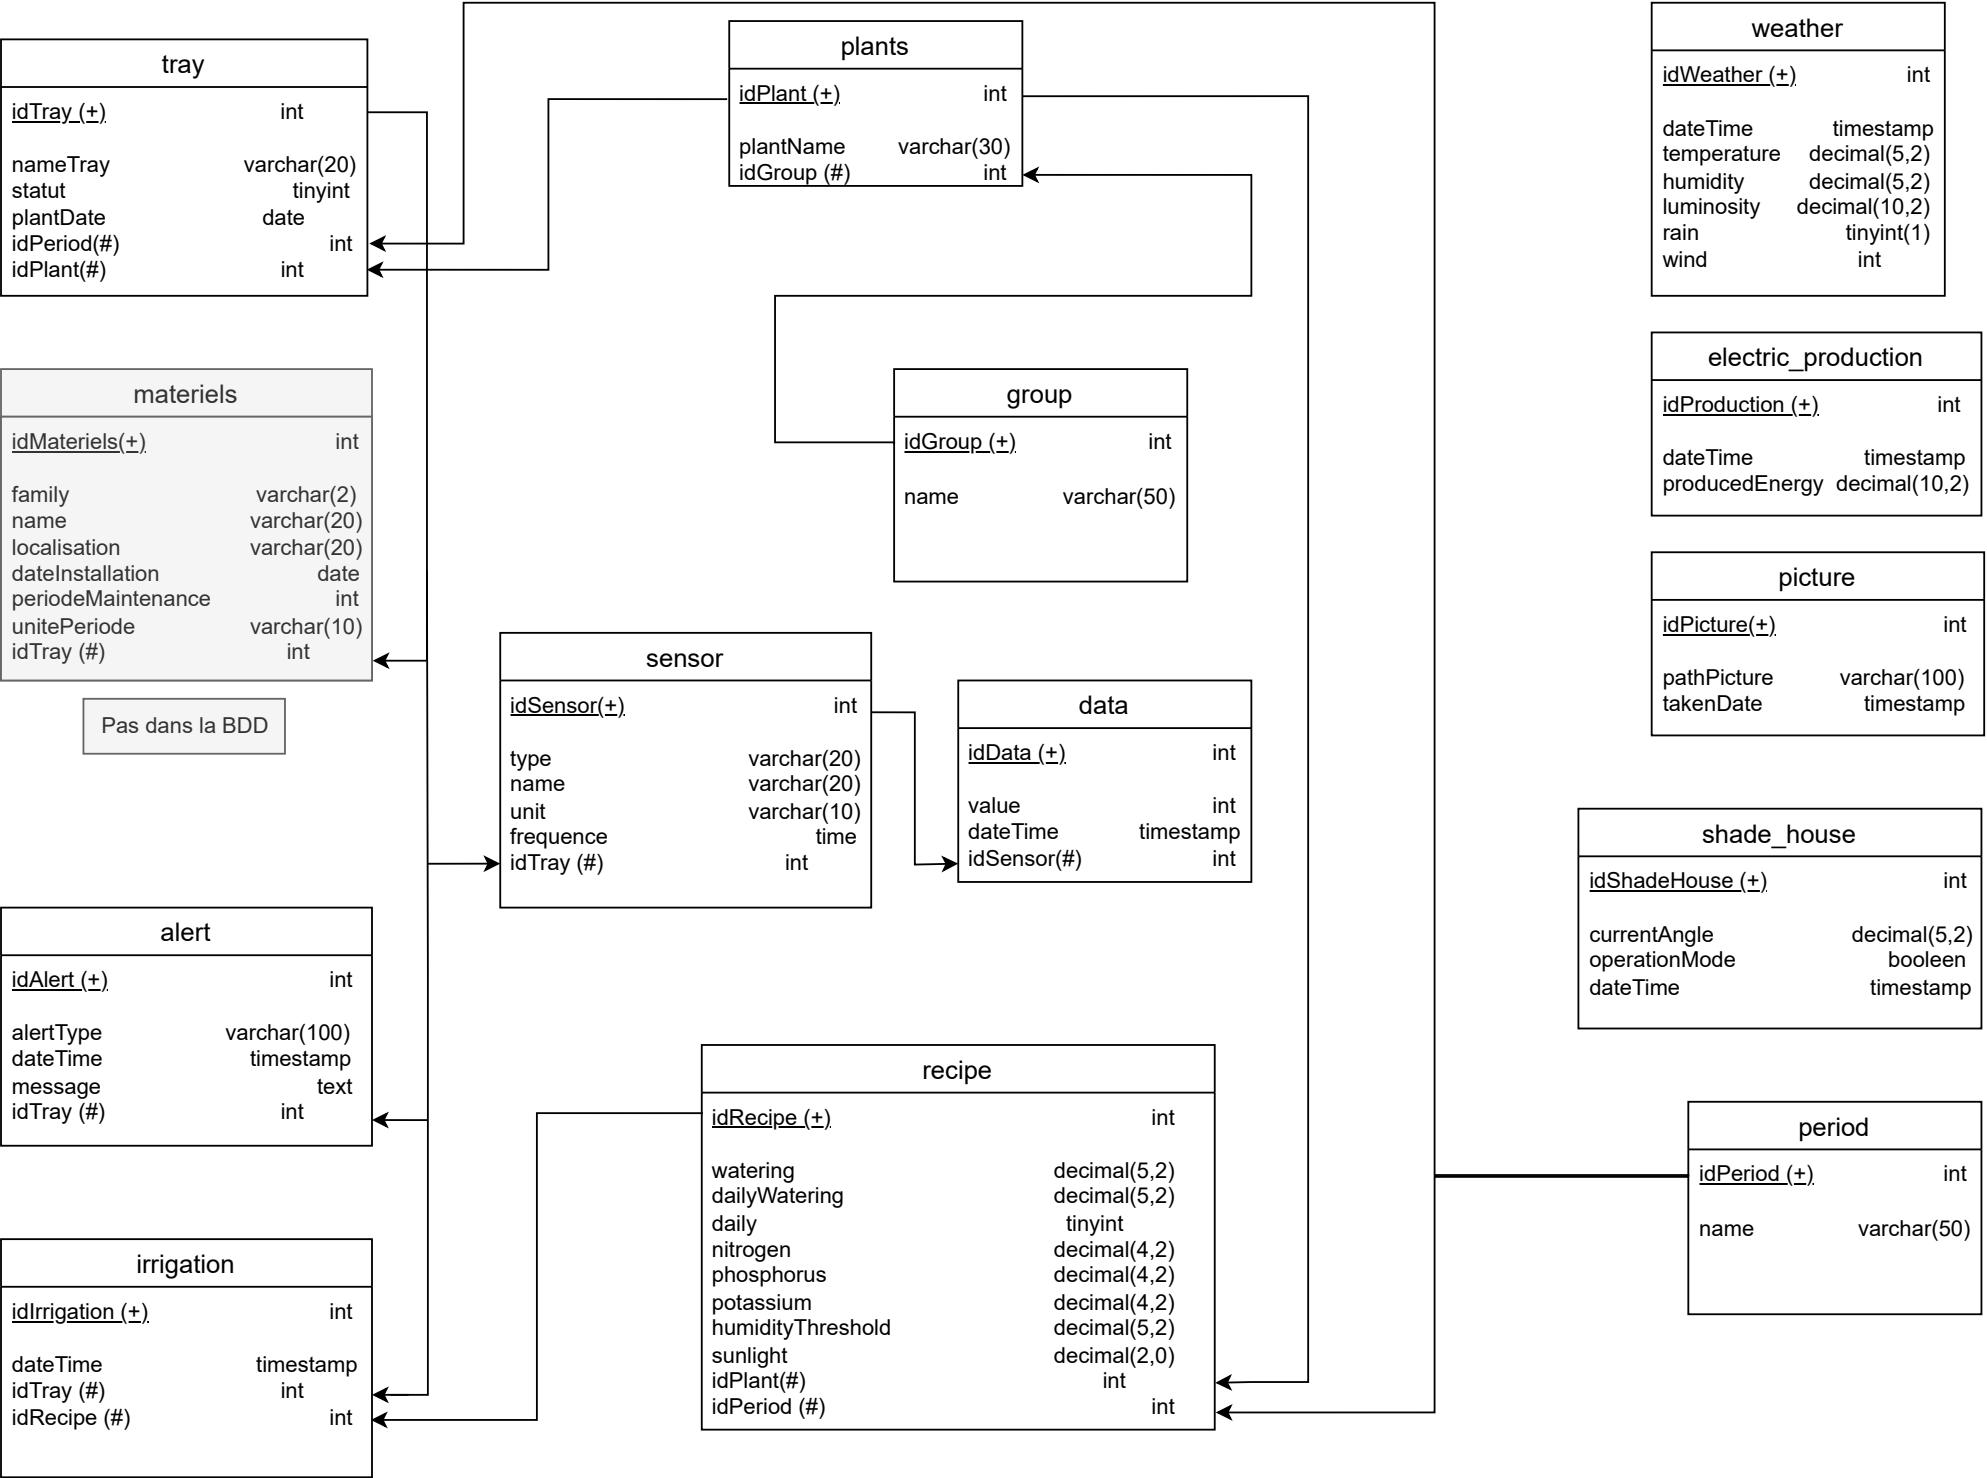 tray
idTray (+) int
nameTray varchar(20)
statut tinyint
plantDate date
idPeriod(#) int
idPlant(#) int
plants
idPlant (+) int
plantName varchar(30)
idGroup (#) int
weather
idWeather (+) int
dateTime timestamp
temperature decimal(5,2)
humidity decimal(5,2)
luminosity decimal(10,2)
rain tinyint(1)
wind int
materiels
idMateriels(+) int
family varchar(2)
name varchar(20)
localisation varchar(20)
dateInstallation date
periodeMaintenance int
unitePeriode varchar(10)
idTray (#) int
Pas dans la BDD
group
idGroup (+) int
name varchar(50)
electric_production
idProduction (+) int
dateTime timestamp
producedEnergy decimal(10,2)
picture
idPicture(+) int
pathPicture varchar(100)
takenDate timestamp
sensor
idSensor(+) int
type varchar(20)
name varchar(20)
unit varchar(10)
frequence time
idTray (#) int
data
idData (+) int
value int
dateTime timestamp
idSensor(#) int
shade_house
idShadeHouse (+) int
currentAngle decimal(5,2)
operationMode booleen
dateTime timestamp
alert
idAlert (+) int
alertType varchar(100)
dateTime timestamp
message text
idTray (#) int
recipe
idRecipe (+) int
watering decimal(5,2)
dailyWatering decimal(5,2)
daily tinyint
nitrogen decimal(4,2)
phosphorus decimal(4,2)
potassium decimal(4,2)
humidityThreshold decimal(5,2)
sunlight decimal(2,0)
idPlant(#) int
idPeriod (#) int
period
idPeriod (+) int
name varchar(50)
irrigation
idIrrigation (+) int
dateTime timestamp
idTray (#) int
idRecipe (#) int